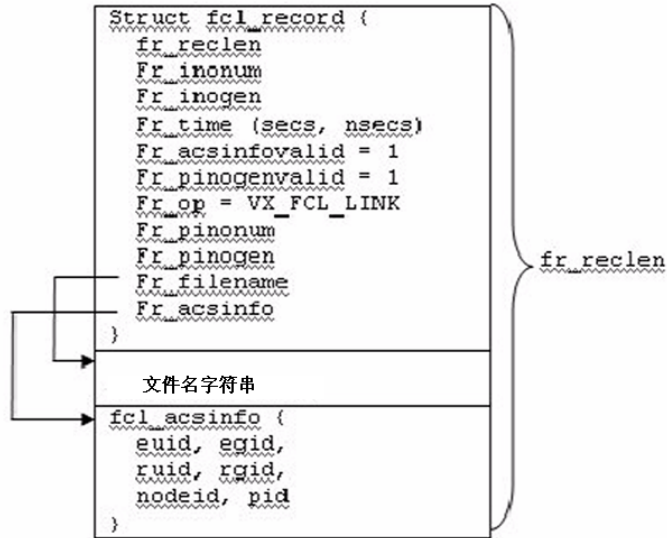 Struct fcl_record {
fr_reclen
Fr_inonum
Fr_inogen
Fr_time (secs, nsecs)
Fr_acsinfovalid = 1
Fr_pinogenvalid = 1
Fr_op = VX_FCL_LINK
Fr_pinonum
Fr_pinogen
Fr_filename
Fr_acsinfo
}
fr_reclen
文件名字符串
fcl_acsinfo {
euid, egid,
ruid, rgid,
nodeid, pid
}